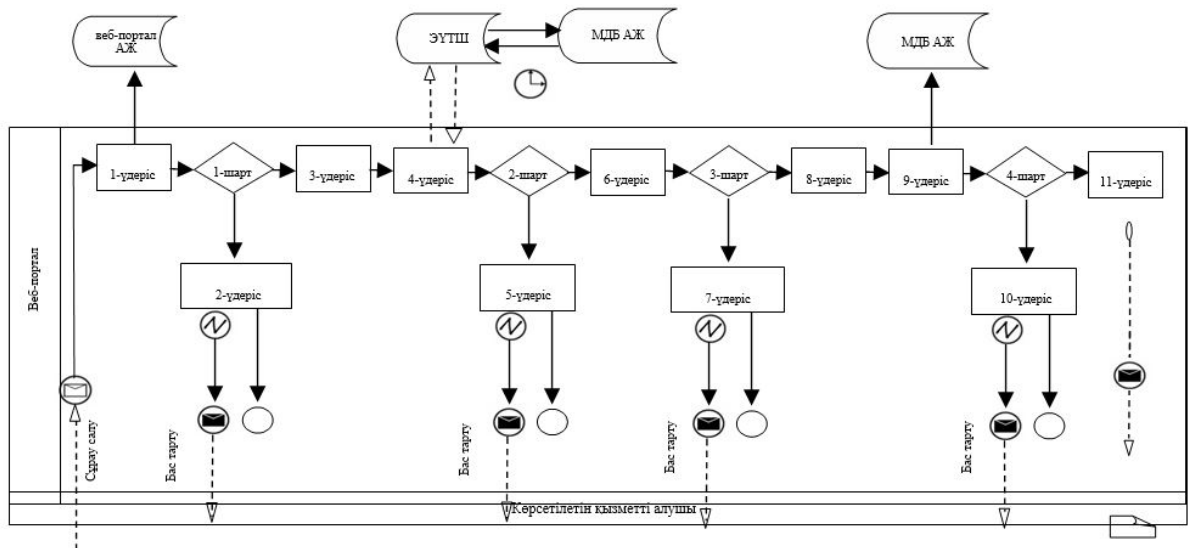 веб-портал
АЖ
ЭҮТШ
МДБ АЖ
МДБ АЖ
1-үдеріс
1-шарт
3-үдеріс
4-үдеріс
2-шарт
6-үдеріс
3-шарт
8-үдеріс
9-үдеріс
4-шарт
11-үдеріс
2-үдеріс
5-үдеріс
7-үдеріс
10-үдеріс
Веб-портал
Сұрау салу
Бас тарту
Бас тарту
Бас тарту
Бас тарту
Көрсетілетін қызметті алушы